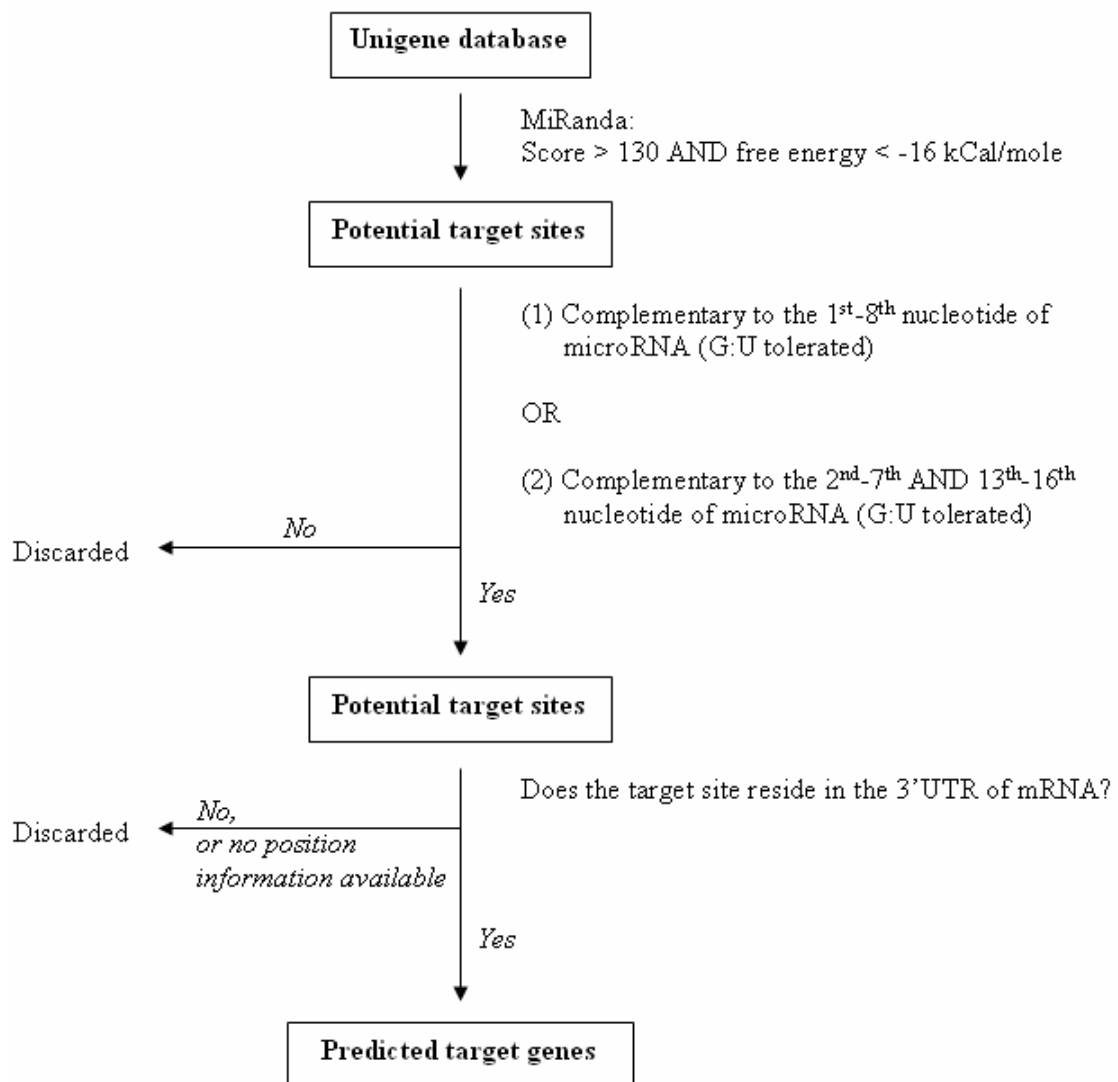 Unigene database
MiRanda:
Score > 130 AND free energy < -16 kCal/mole
Potential target sites
(1) Complementary to the 1st-8th nucleotide of
microRNA (G:U tolerated)
OR
(2) Complementary to the 2nd-7th AND 13th-16th
nucleotide of microRNA (G:U tolerated)
No
Discarded
Yes
Potential target sites
Does the target site reside in the 3’UTR of mRNA?
No,
Discarded
or no position
information available
Yes
Predicted target genes